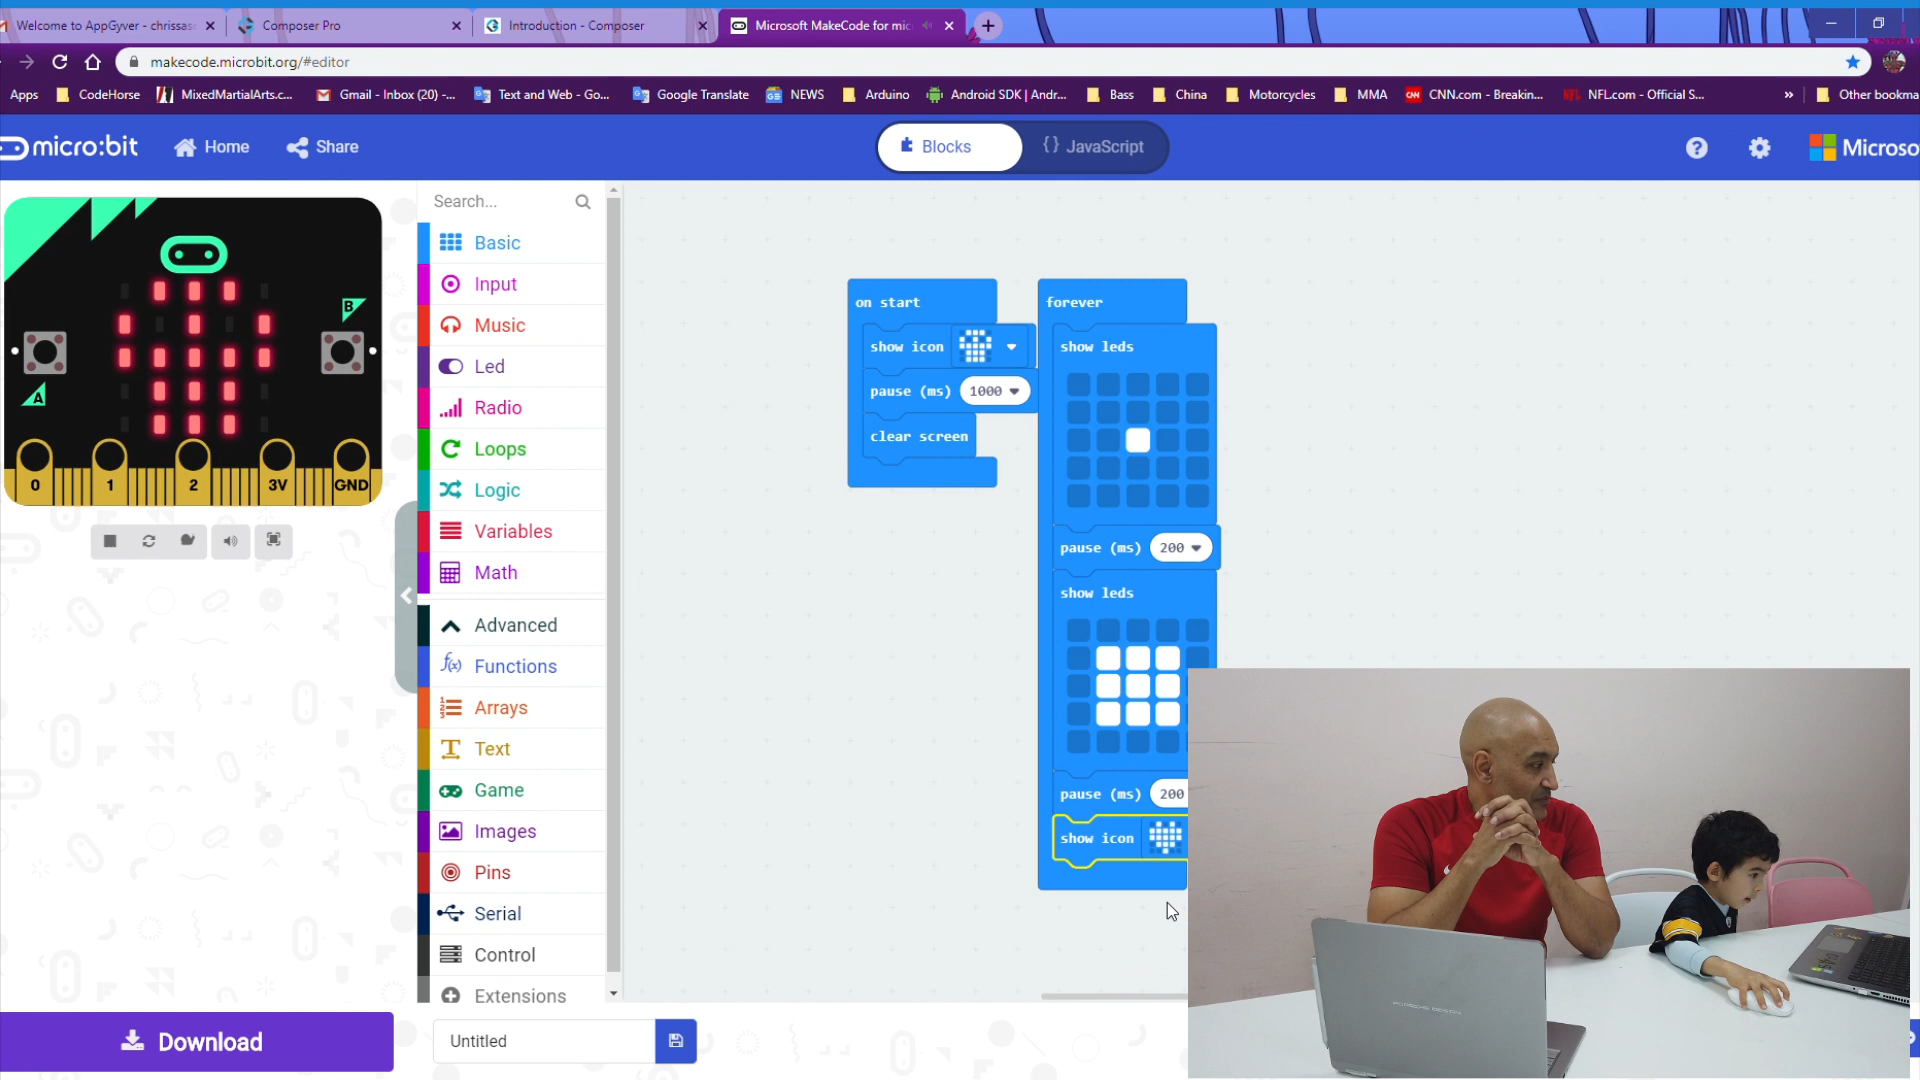 Welcome to AppGyver - chrissas
Composer Pro
Introduction - Composer
Microsoft MakeCode for mic
makecode.microbit.org/#editor
Apps CodeHorse MixedMartialArts.c... Gmail - Inbox (20) -... Text and Web - Go... Google Translate NEWS Arduino Android SDK | Andr... Bass China Motorcycles MMA CNN.com - Breakin... NFL.com - Official S... » Other bookma
micro:bit Home Share Blocks {} JavaScript ? Microso
Search...
Basic
Input
Music
Led
Radio
Loops
Logic
Variables
Math
Advanced
Functions
Arrays
Text
Game
Images
Pins
Serial
Control
Extensions
B
A
0 1 2 3V GND
on start
show icon
pause (ms) 1000
clear screen
forever
show leds
pause (ms) 200
show leds
pause (ms) 200
show icon
Download
Untitled
PORSCHE DESIGN